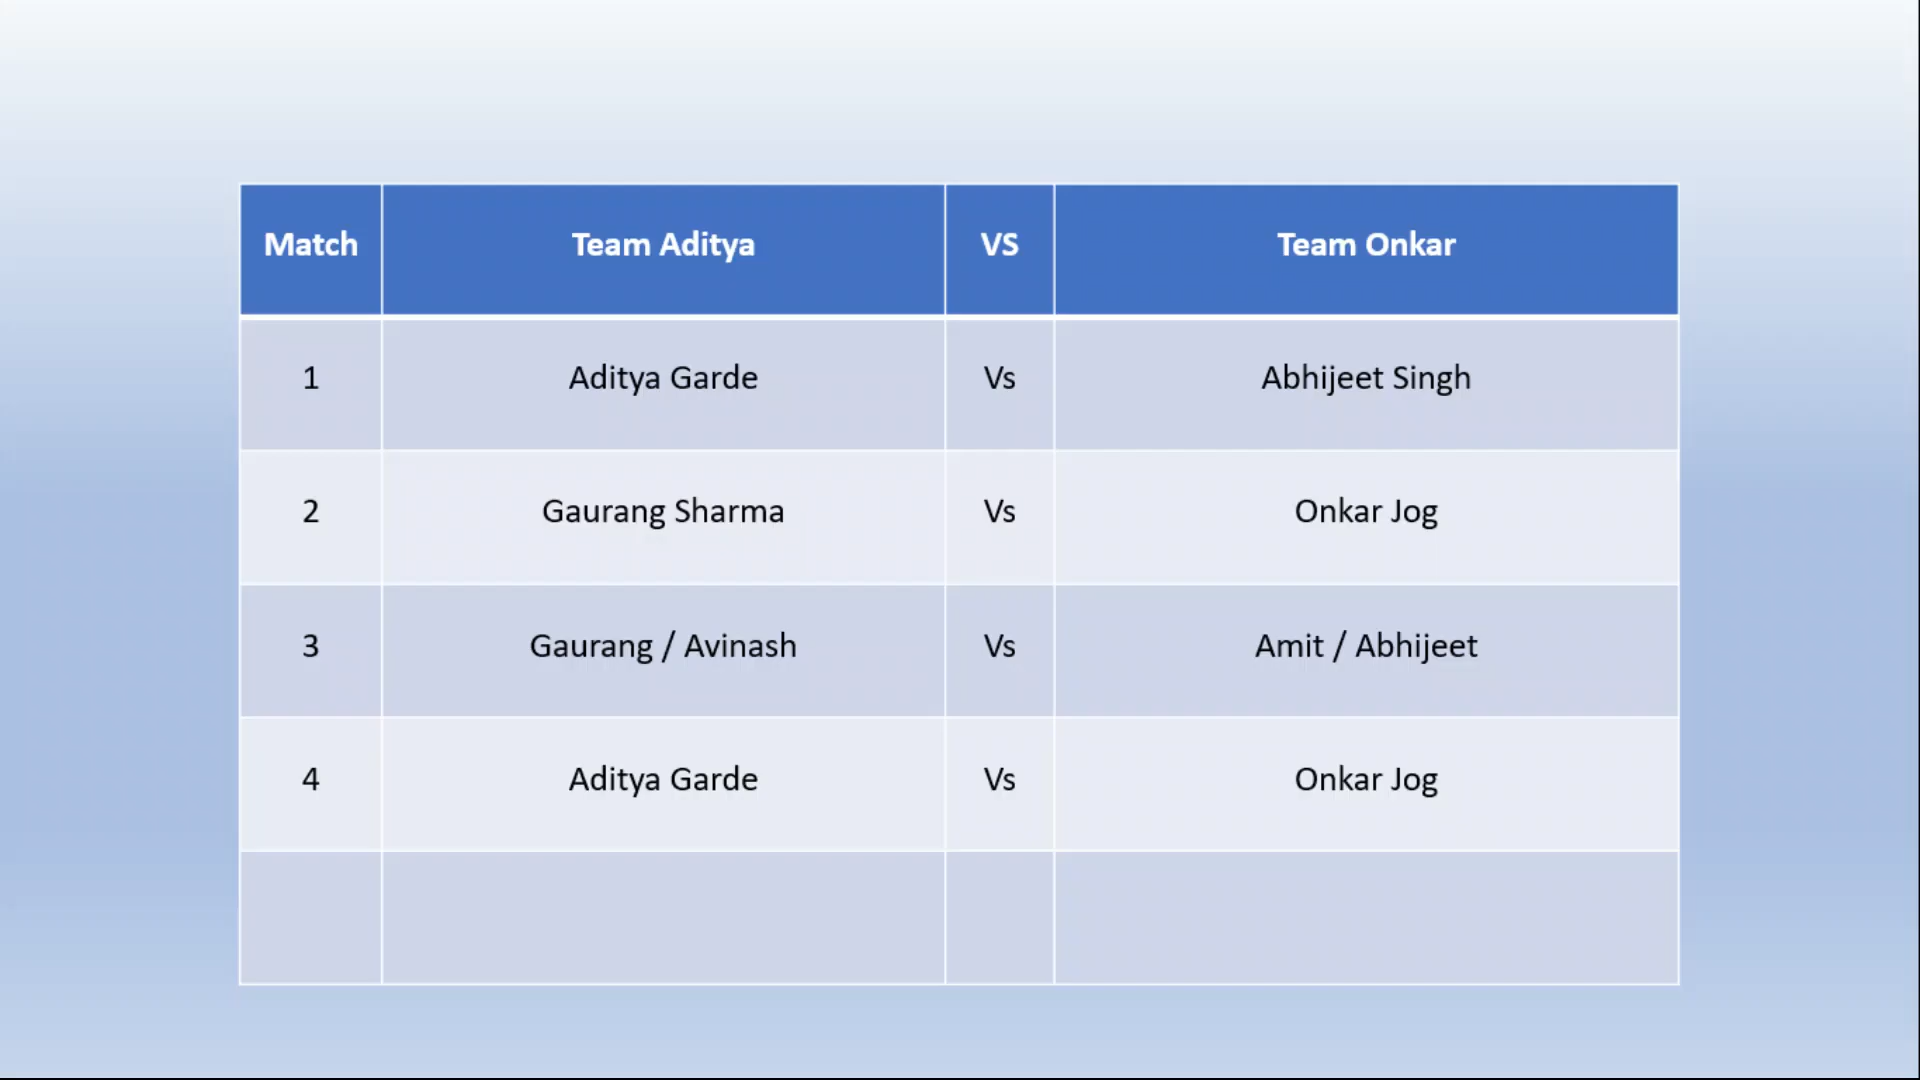 Match Team Aditya VS Team Onkar
1 Aditya Garde Vs Abhijeet Singh
2 Gaurang Sharma Vs Onkar Jog
3 Gaurang / Avinash Vs Amit / Abhijeet
4 Aditya Garde Vs Onkar Jog